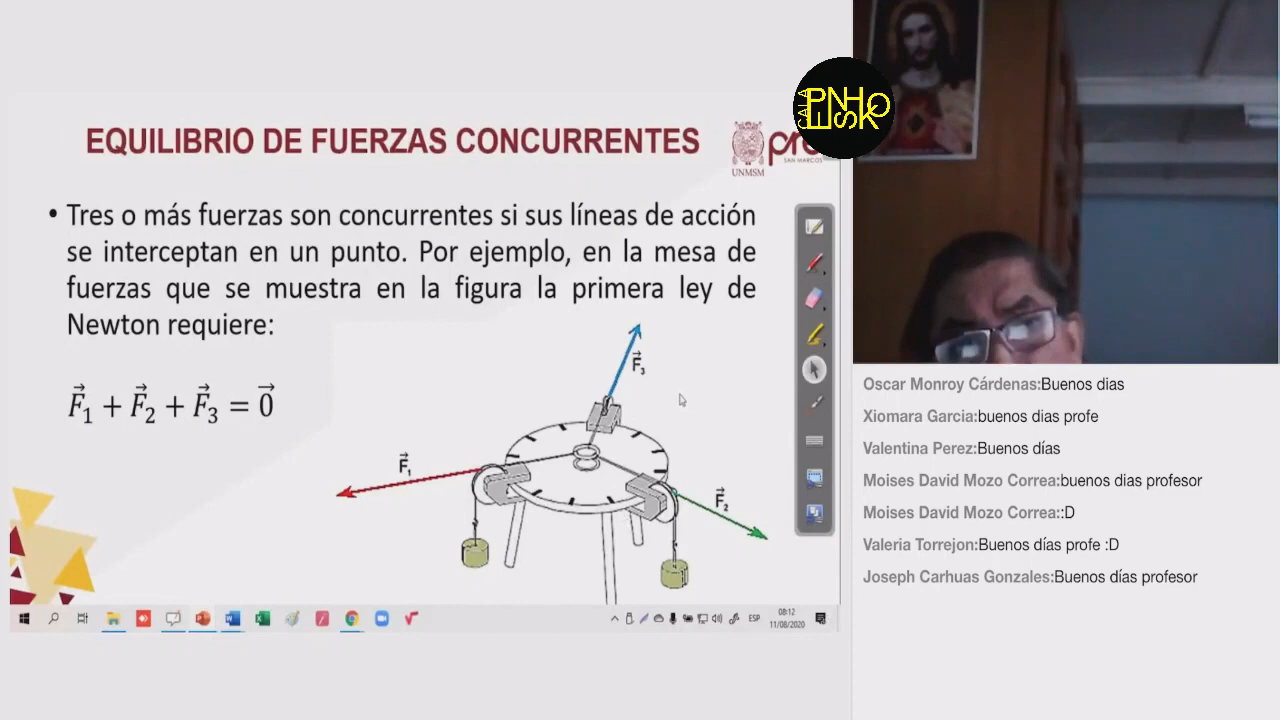 EQUILIBRIO DE FUERZAS CONCURRENTES
UNMSM
SAN MARCOS
• Tres o más fuerzas son concurrentes si sus líneas de acción
se interceptan en un punto. Por ejemplo, en la mesa de
fuerzas que se muestra en la figura la primera ley de
Newton requiere:
F⃗₁ + F⃗₂ + F⃗₃ = 0⃗
F⃗₃
F⃗₁
F⃗₂
ESP
08:12
11/08/2020
Oscar Monroy Cárdenas:Buenos dias
Xiomara Garcia:buenos dias profe
Valentina Perez:Buenos días
Moises David Mozo Correa:buenos dias profesor
Moises David Mozo Correa::D
Valeria Torrejon:Buenos días profe :D
Joseph Carhuas Gonzales:Buenos días profesor